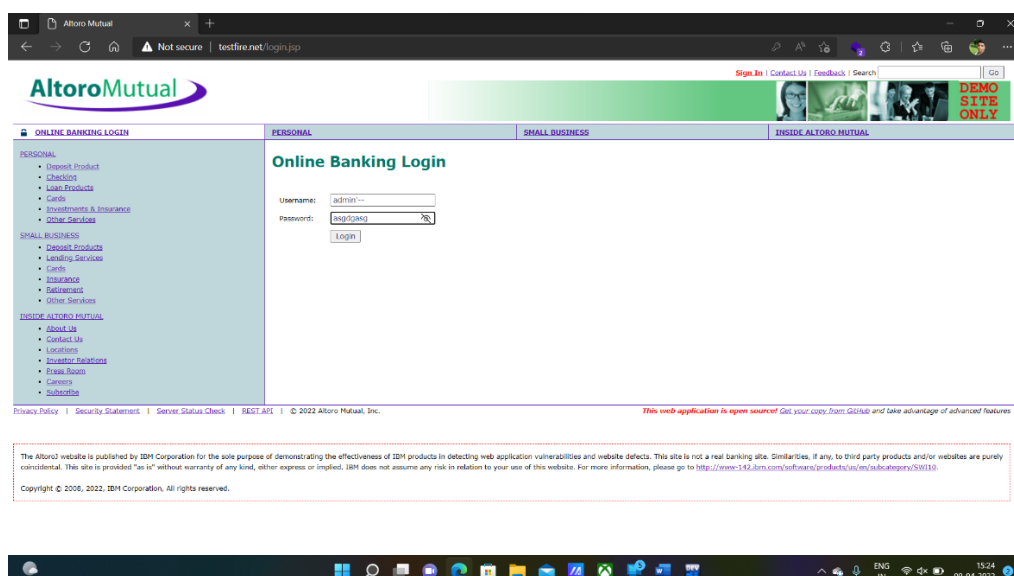 Altoro Mutual
Not secure | testfire.net/login.jsp
Sign In | Contact Us | Feedback | Search
Go
AltoroMutual
DEMO
SITE
ONLY
ONLINE BANKING LOGIN
PERSONAL
SMALL BUSINESS
INSIDE ALTORO MUTUAL
PERSONAL
Deposit Product
Checking
Loan Products
Cards
Investments & Insurance
Other Services
SMALL BUSINESS
Deposit Products
Lending Services
Cards
Insurance
Retirement
Other Services
INSIDE ALTORO MUTUAL
About Us
Contact Us
Locations
Investor Relations
Press Room
Careers
Subscribe
Online Banking Login
Username: admin'--
Password: asgdgasg
Login
Privacy Policy | Security Statement | Server Status Check | REST API | © 2022 Altoro Mutual, Inc.
This web application is open source! Get your copy from GitHub and take advantage of advanced features
The AltoroJ website is published by IBM Corporation for the sole purpose of demonstrating the effectiveness of IBM products in detecting web application vulnerabilities and website defects. This site is not a real banking site. Similarities, if any, to third party products and/or websites are purely
coincidental. This site is provided "as is" without warranty of any kind, either express or implied. IBM does not assume any risk in relation to your use of this website. For more information, please go to http://www-142.ibm.com/software/products/us/en/subcategory/SWI10.
Copyright © 2008, 2022, IBM Corporation, All rights reserved.
ENG
IN
15:24
09-04-2022